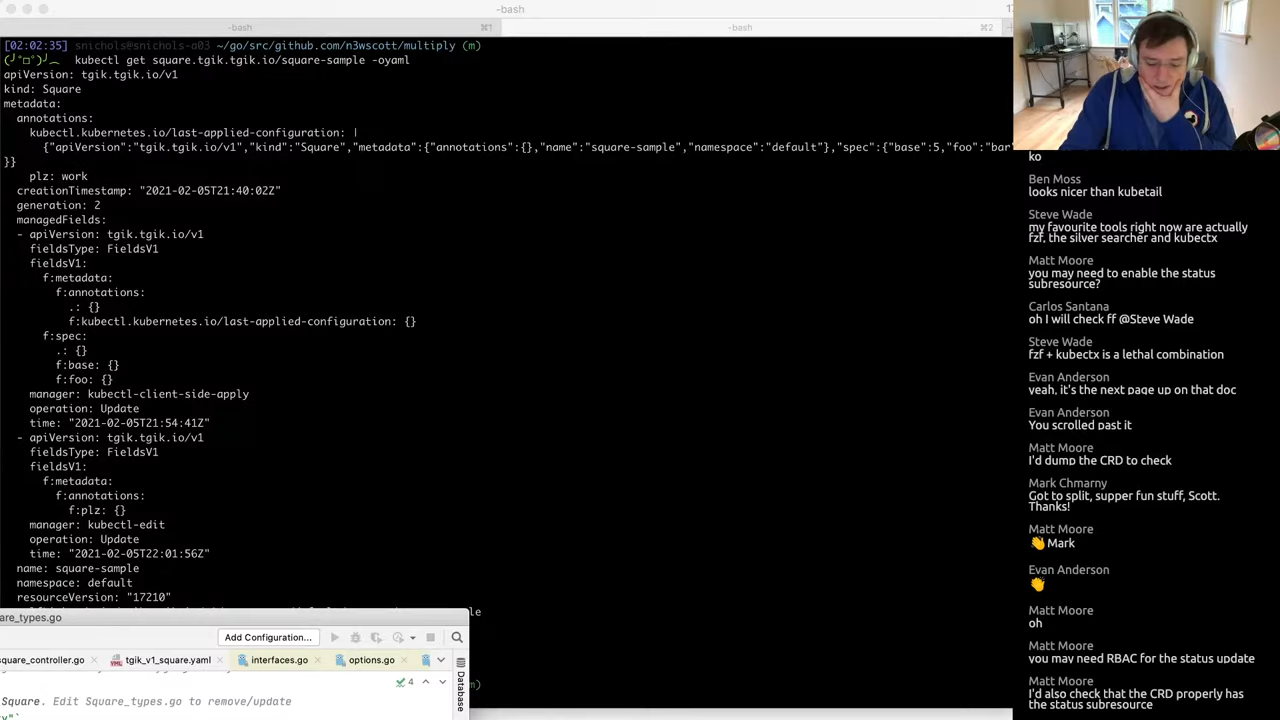 -bash
-bash ⌘1 -bash ⌘2
[02:02:35] snichols@snichols-a03 ~/go/src/github.com/n3wscott/multiply (m)
kubectl get square.tgik.tgik.io/square-sample -oyaml
apiVersion: tgik.tgik.io/v1
kind: Square
metadata:
annotations:
kubectl.kubernetes.io/last-applied-configuration: |
{"apiVersion":"tgik.tgik.io/v1","kind":"Square","metadata":{"annotations":{},"name":"square-sample","namespace":"default"},"spec":{"base":5,"foo":"bar
}}
plz: work
creationTimestamp: "2021-02-05T21:40:02Z"
generation: 2
managedFields:
- apiVersion: tgik.tgik.io/v1
fieldsType: FieldsV1
fieldsV1:
f:metadata:
f:annotations:
.: {}
f:kubectl.kubernetes.io/last-applied-configuration: {}
f:spec:
.: {}
f:base: {}
f:foo: {}
manager: kubectl-client-side-apply
operation: Update
time: "2021-02-05T21:54:41Z"
- apiVersion: tgik.tgik.io/v1
fieldsType: FieldsV1
fieldsV1:
f:metadata:
f:annotations:
f:plz: {}
manager: kubectl-edit
operation: Update
time: "2021-02-05T22:01:56Z"
name: square-sample
namespace: default
resourceVersion: "17210"
are_types.go
Add Configuration...
square_controller.go tgik_v1_square.yaml interfaces.go options.go
4
Square. Edit Square_types.go to remove/update
Database
(m)
ko
Ben Moss
looks nicer than kubetail
Steve Wade
my favourite tools right now are actually
fzf, the silver searcher and kubectx
Matt Moore
you may need to enable the status
subresource?
Carlos Santana
oh I will check ff @Steve Wade
Steve Wade
fzf + kubectx is a lethal combination
Evan Anderson
yeah, it's the next page up on that doc
Evan Anderson
You scrolled past it
Matt Moore
I'd dump the CRD to check
Mark Chmarny
Got to split, supper fun stuff, Scott.
Thanks!
Matt Moore
👏 Mark
Evan Anderson
👏
Matt Moore
oh
Matt Moore
you may need RBAC for the status update
Matt Moore
I'd also check that the CRD properly has
the status subresource